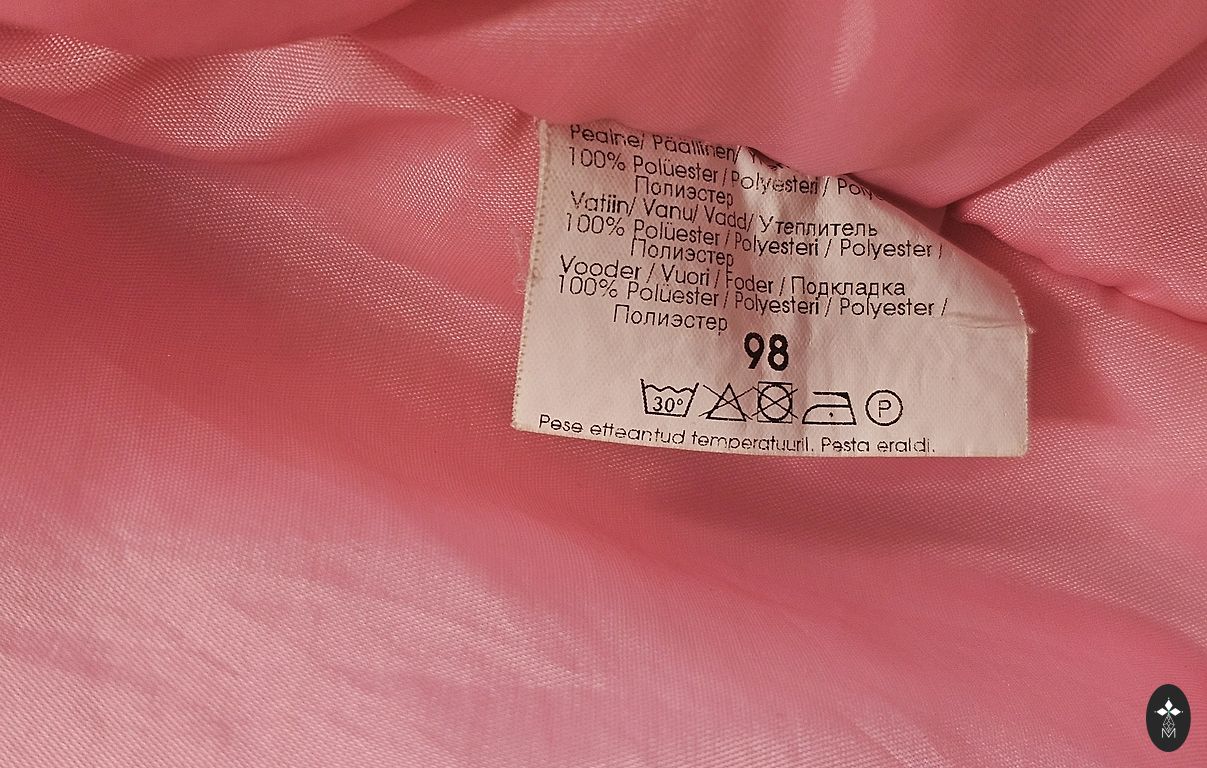 Pealne/ Päällinen/
100% Polüester / Polyesteri /
Полиэстер
Vatiin/ Vanu/ Vadd/ Утеплитель
100% Polüester / Polyesteri / Polyester /
Полиэстер
Vooder / Vuori / Foder / Подкладка
100% Polüester / Polyesteri / Polyester /
Полиэстер
98
30° P
Pese etteantud temperatuuril. Pesta eraldi.
M